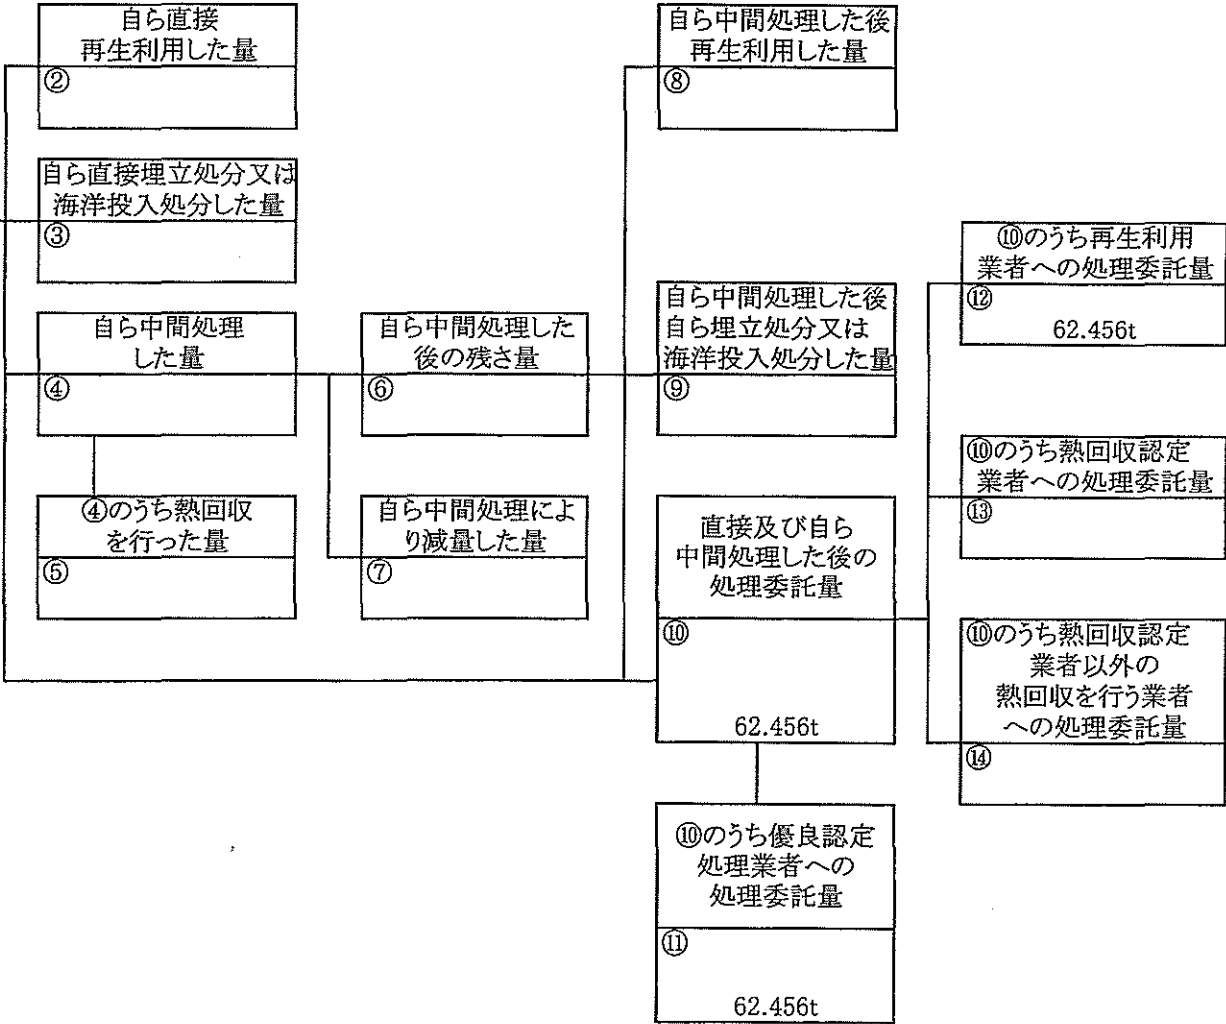 自ら直接
再生利用した量
②
自ら中間処理した後
再生利用した量
⑧
自ら直接埋立処分又は
海洋投入処分した量
③
⑩のうち再生利用
業者への処理委託量
⑫
62.456t
自ら中間処理
した量
④
自ら中間処理した
後の残さ量
⑥
自ら中間処理した後
自ら埋立処分又は
海洋投入処分した量
⑨
⑩のうち熱回収認定
業者への処理委託量
⑬
④のうち熱回収
を行った量
⑤
自ら中間処理によ
り減量した量
⑦
直接及び自ら
中間処理した後の
処理委託量
⑩
62.456t
⑩のうち熱回収認定
業者以外の
熱回収を行う業者
への処理委託量
⑭
⑩のうち優良認定
処理業者への
処理委託量
⑪
62.456t